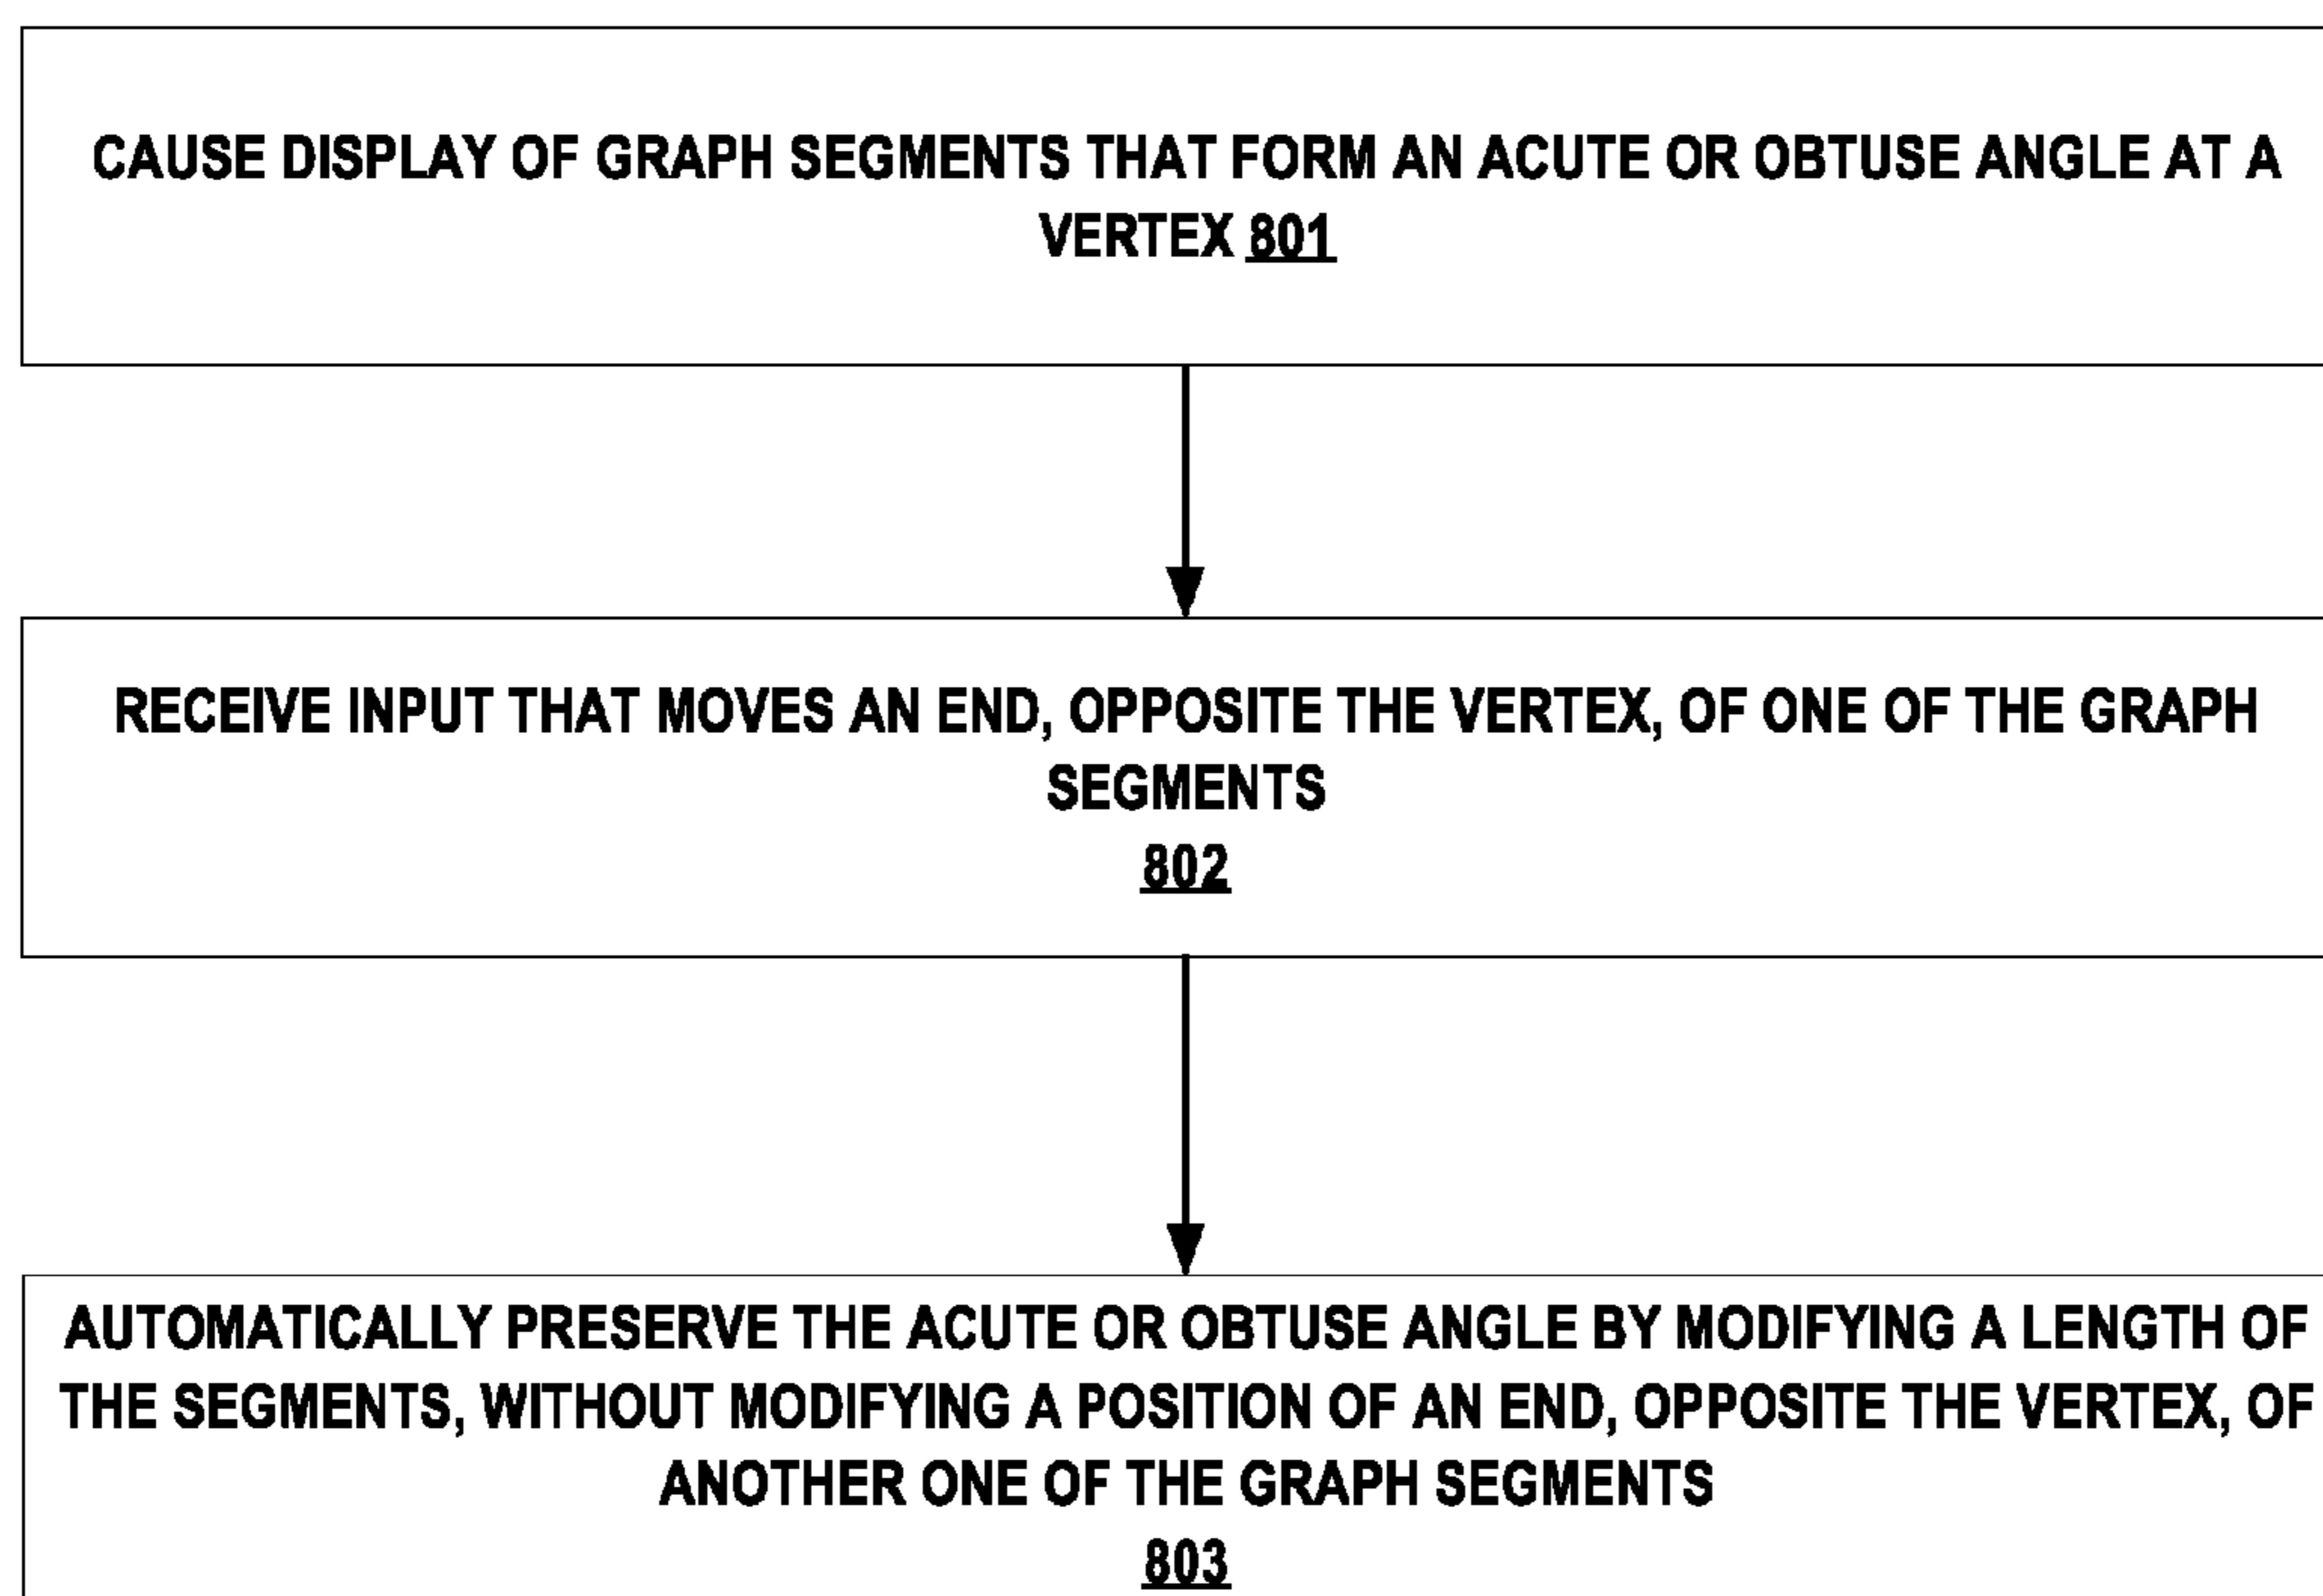 CAUSE DISPLAY OF GRAPH SEGMENTS THAT FORM AN ACUTE OR OBTUSE ANGLE AT A
VERTEX 801
RECEIVE INPUT THAT MOVES AN END, OPPOSITE THE VERTEX, OF ONE OF THE GRAPH
SEGMENTS
802
AUTOMATICALLY PRESERVE THE ACUTE OR OBTUSE ANGLE BY MODIFYING A LENGTH OF
THE SEGMENTS, WITHOUT MODIFYING A POSITION OF AN END, OPPOSITE THE VERTEX, OF
ANOTHER ONE OF THE GRAPH SEGMENTS
803